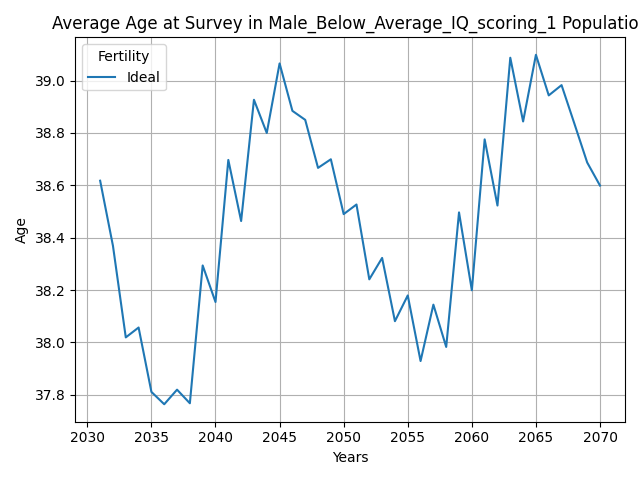 Average Age at Survey in Male_Below_Average_IQ_scoring_1 Populatio
Fertility
Ideal
39.0
38.8
38.6
38.4
38.2
38.0
37.8
Age
2030 2035 2040 2045 2050 2055 2060 2065 2070
Years